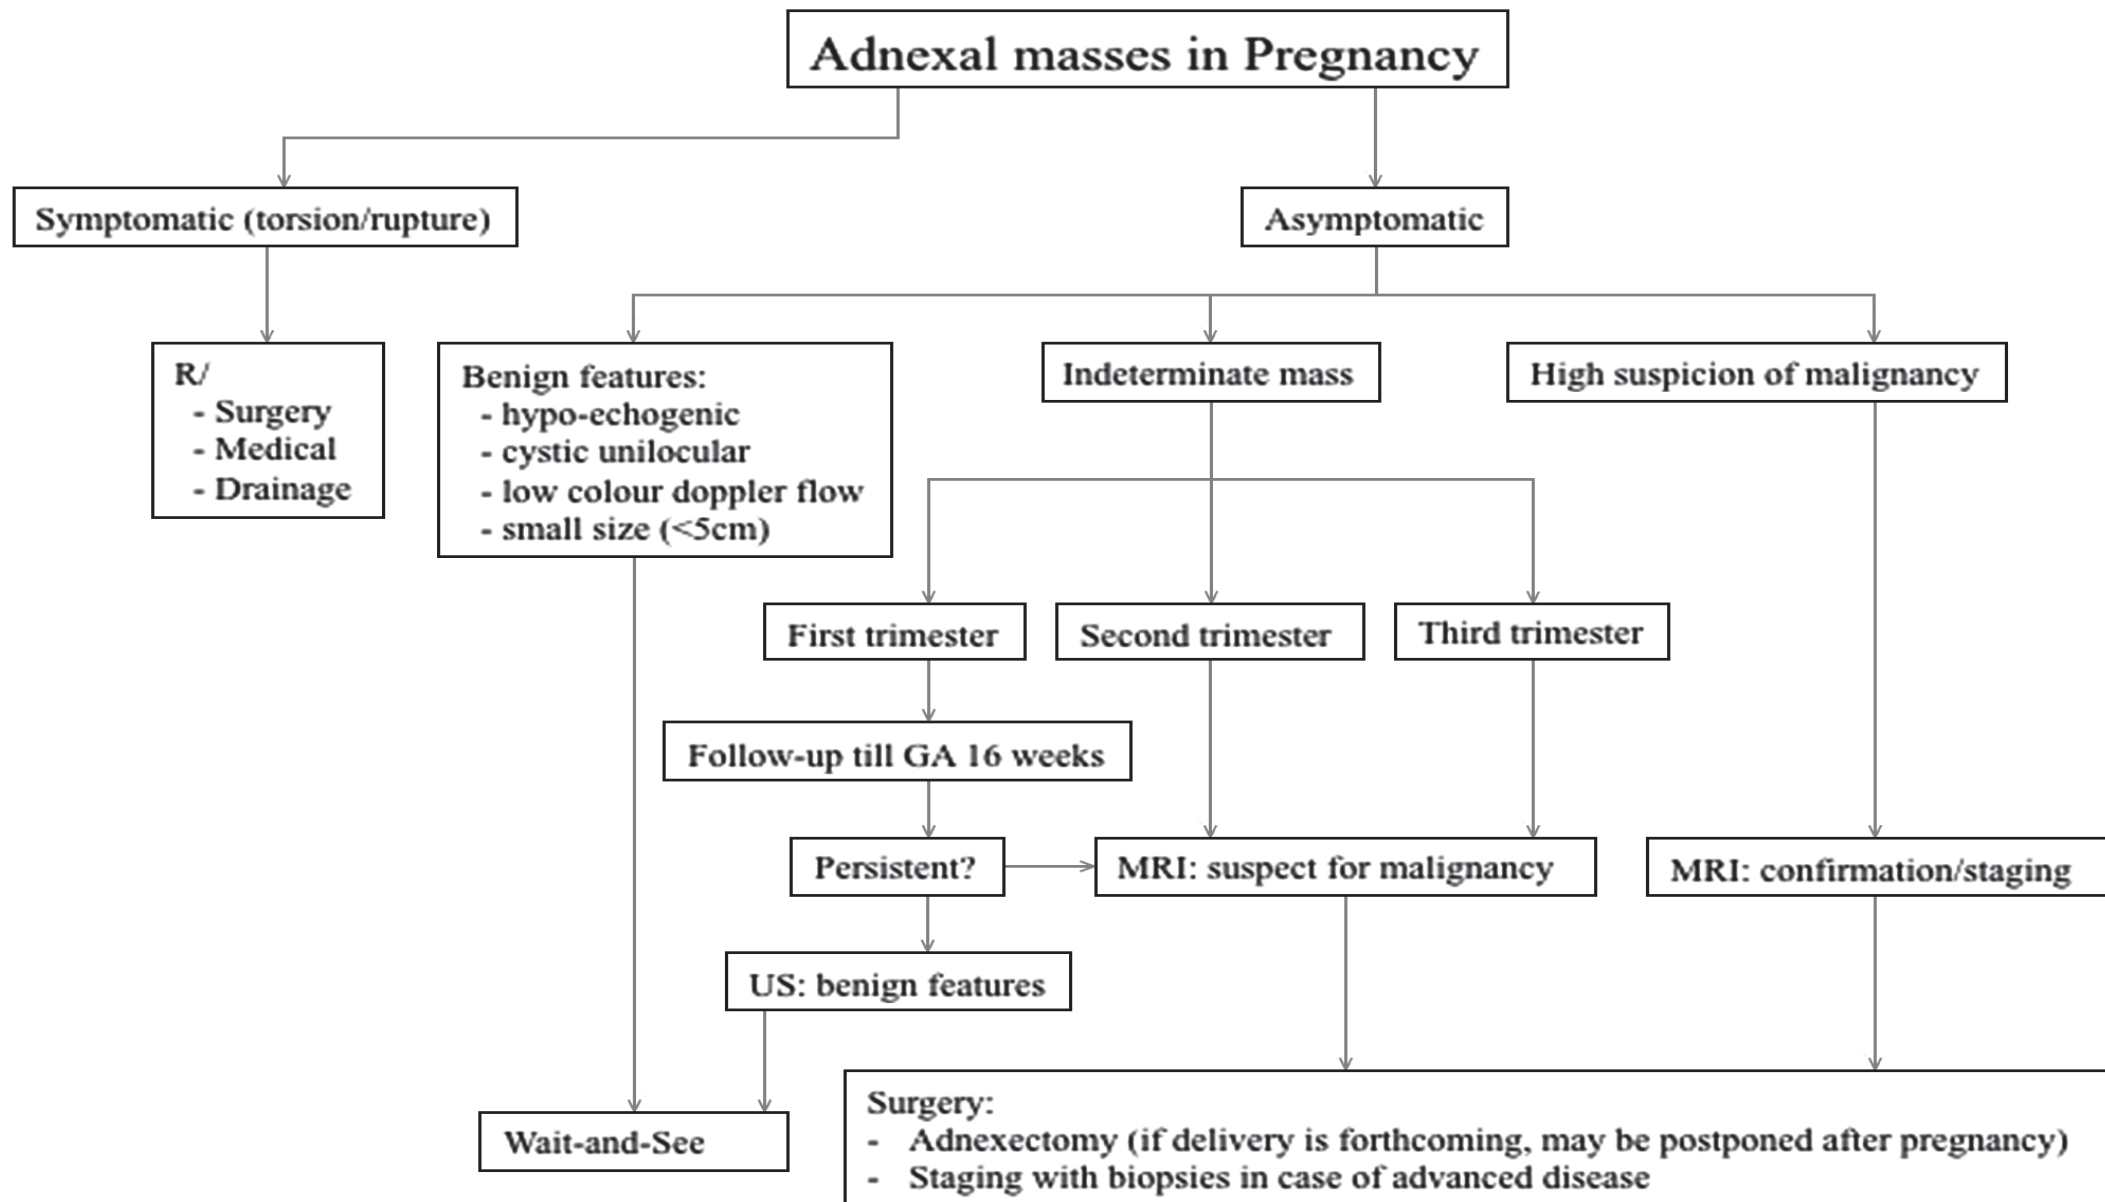 Adnexal masses in Pregnancy
Symptomatic (torsion/rupture)
Asymptomatic
R/
- Surgery
- Medical
- Drainage
Benign features:
- hypo-echogenic
- cystic unilocular
- low colour doppler flow
- small size (<5cm)
Indeterminate mass
High suspicion of malignancy
First trimester
Second trimester
Third trimester
Follow-up till GA 16 weeks
Persistent?
MRI: suspect for malignancy
MRI: confirmation/staging
US: benign features
Wait-and-See
Surgery:
- Adnexectomy (if delivery is forthcoming, may be postponed after pregnancy)
- Staging with biopsies in case of advanced disease